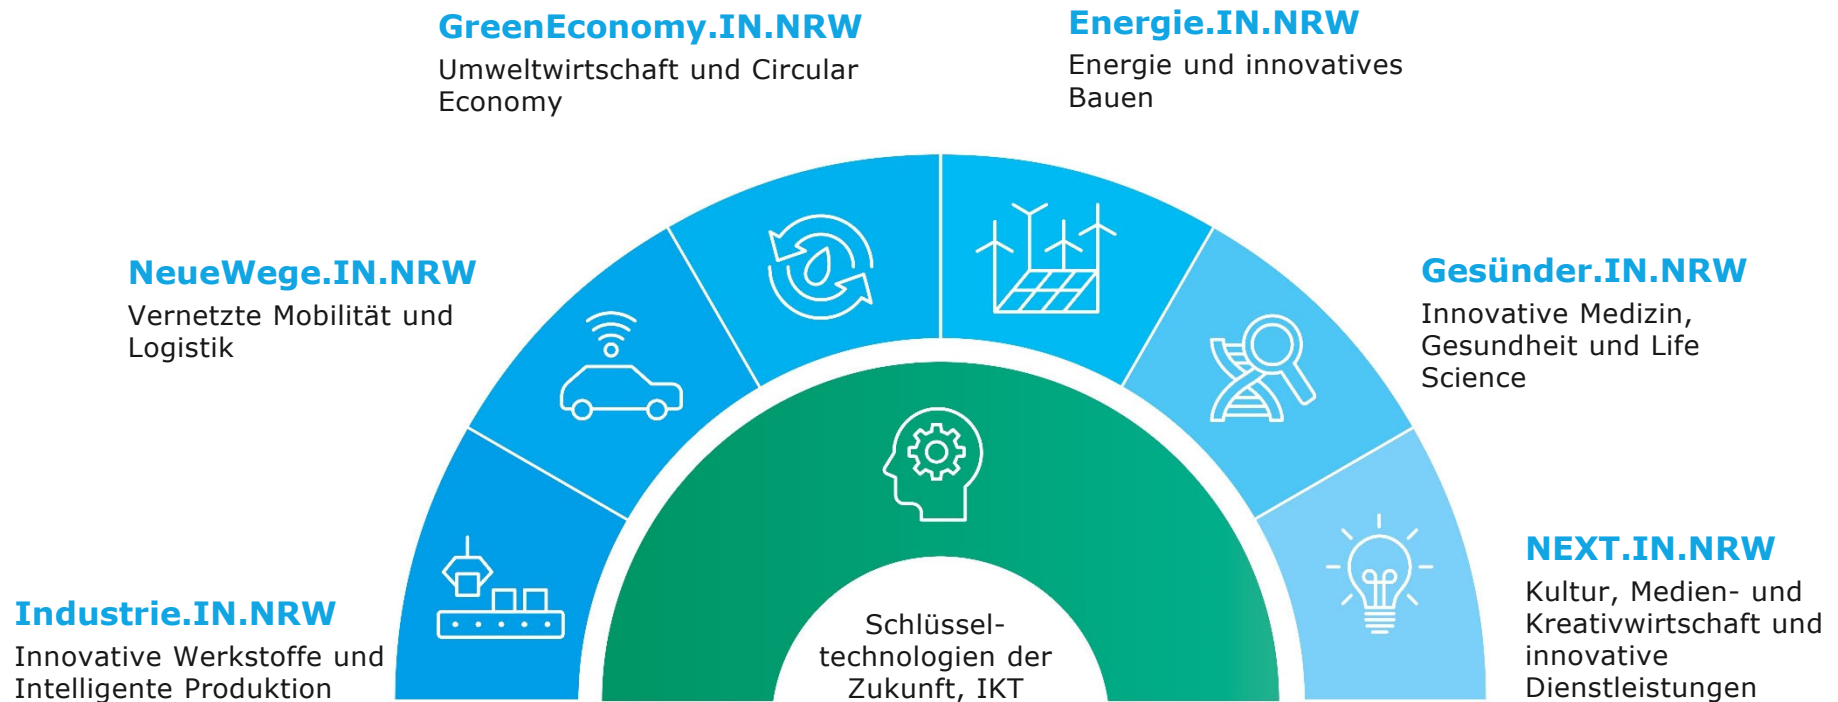 GreenEconomy.IN.NRW
Umweltwirtschaft und Circular
Economy
Energie.IN.NRW
Energie und innovatives
Bauen
NeueWege.IN.NRW
Vernetzte Mobilität und
Logistik
Gesünder.IN.NRW
Innovative Medizin,
Gesundheit und Life
Science
Industrie.IN.NRW
Innovative Werkstoffe und
Intelligente Produktion
Schlüssel-
technologien der
Zukunft, IKT
NEXT.IN.NRW
Kultur, Medien- und
Kreativwirtschaft und
innovative
Dienstleistungen